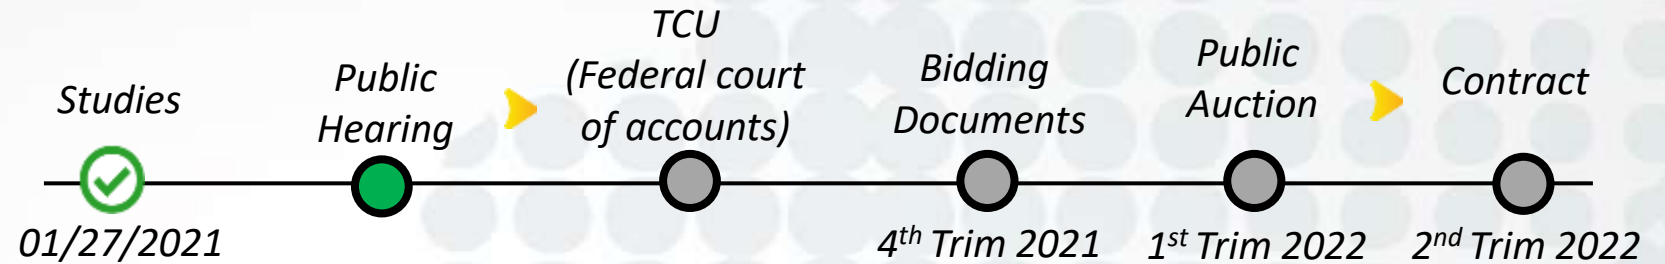 Studies
01/27/2021
Public
Hearing
TCU
(Federal court
of accounts)
Bidding
Documents
4th Trim 2021
Public
Auction
1st Trim 2022
Contract
2nd Trim 2022